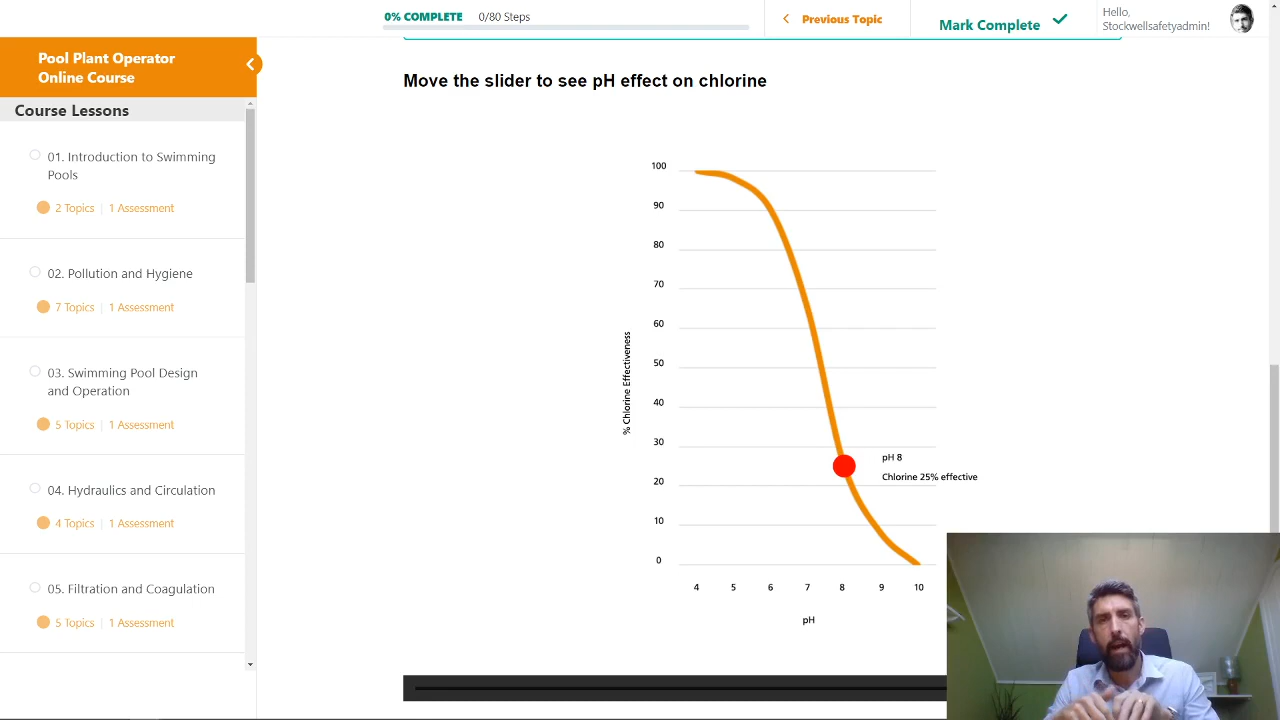 0% COMPLETE 0/80 Steps
Previous Topic
Mark Complete
Hello,
Stockwellsafetyadmin!
Pool Plant Operator
Online Course
Course Lessons
01. Introduction to Swimming
Pools
2 Topics | 1 Assessment
02. Pollution and Hygiene
7 Topics | 1 Assessment
03. Swimming Pool Design
and Operation
5 Topics | 1 Assessment
04. Hydraulics and Circulation
4 Topics | 1 Assessment
05. Filtration and Coagulation
5 Topics | 1 Assessment
Move the slider to see pH effect on chlorine
% Chlorine Effectiveness
100
90
80
70
60
50
40
30
20
10
0
pH 8
Chlorine 25% effective
4 5 6 7 8 9 10
pH